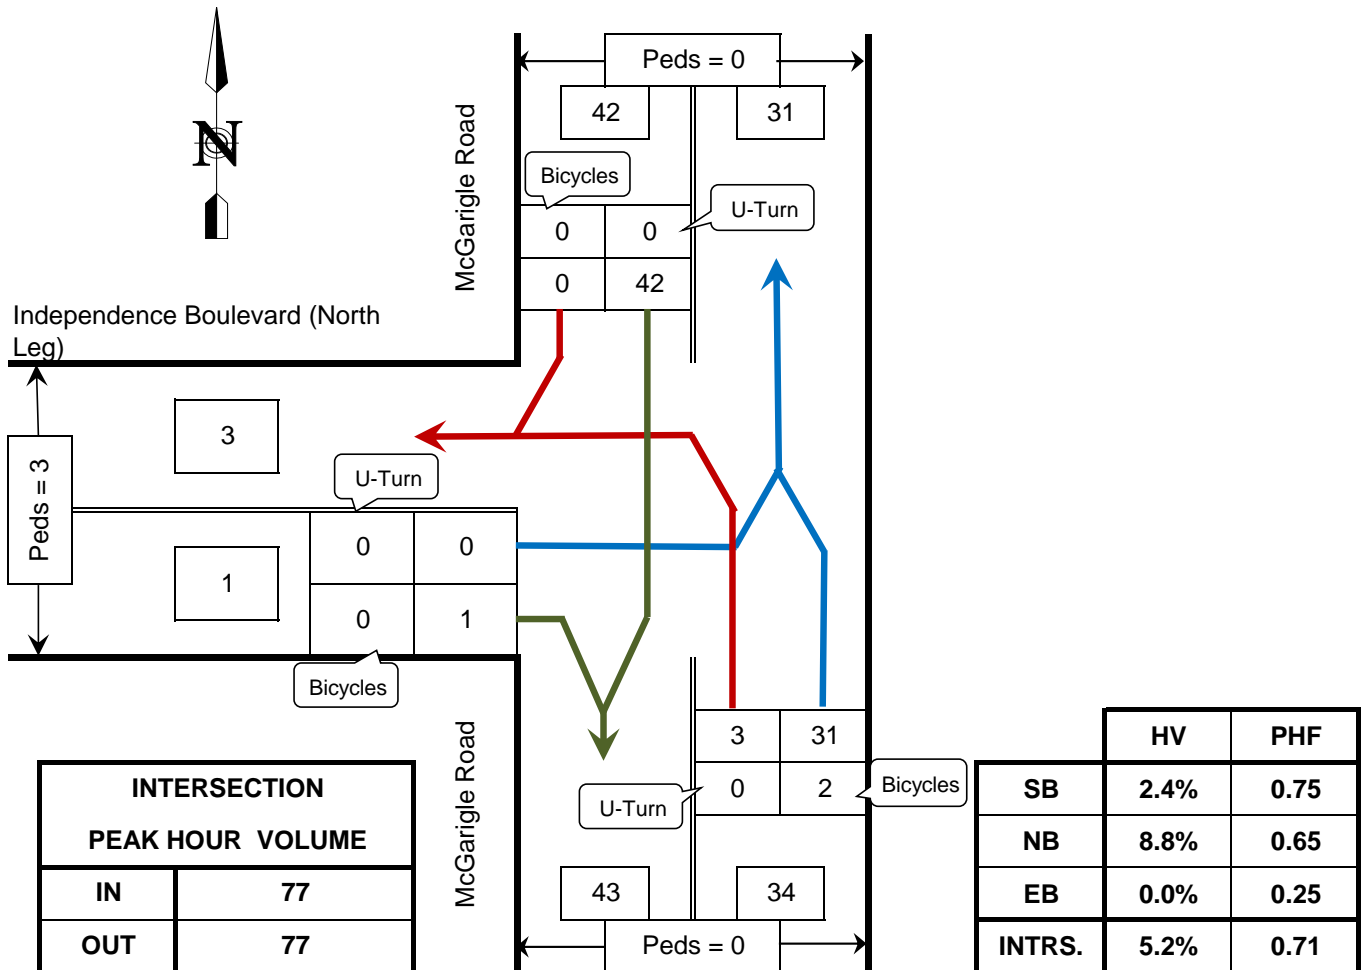 Peds = 0
42 31
McGarigle Road
N
Bicycles
U-Turn
0 0
0 42
Independence Boulevard (North
Leg)
3
Peds = 3
U-Turn
0 0
1
0 1
Bicycles
McGarigle Road
3 31
0 2
U-Turn
Bicycles
43 34
Peds = 0
INTERSECTION
PEAK HOUR VOLUME
IN 77
OUT 77
HV PHF
SB 2.4% 0.75
NB 8.8% 0.65
EB 0.0% 0.25
INTRS. 5.2% 0.71